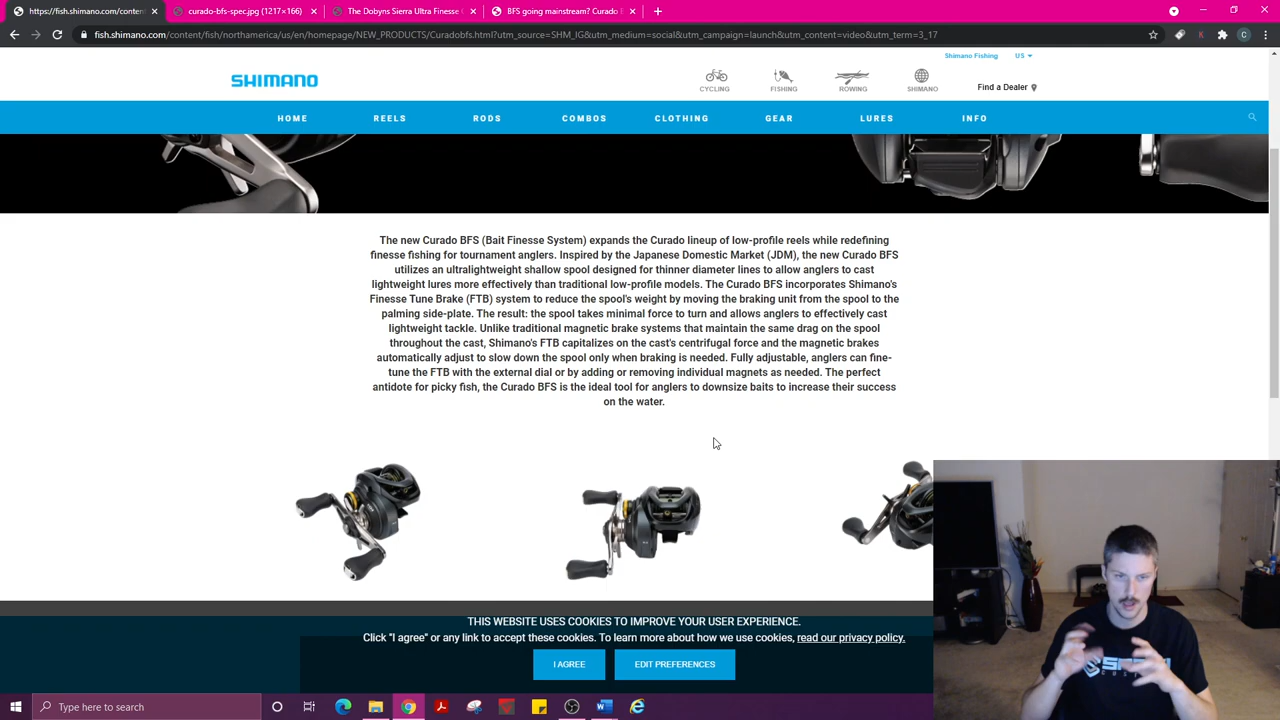 https://fish.shimano.com/conten
curado-bfs-spec.jpg (1217×166)
The Dobyns Sierra Ultra Finesse C
BFS going mainstream? Curado B
fish.shimano.com/content/fish/northamerica/us/en/homepage/NEW_PRODUCTS/Curadobfs.html?utm_source=SHM_IG&utm_medium=social&utm_campaign=launch&utm_content=video&utm_term=3_17
C
Shimano Fishing
US
SHIMANO
CYCLING
FISHING
ROWING
SHIMANO
Find a Dealer
HOME
REELS
RODS
COMBOS
CLOTHING
GEAR
LURES
INFO
The new Curado BFS (Bait Finesse System) expands the Curado lineup of low-profile reels while redefining
finesse fishing for tournament anglers. Inspired by the Japanese Domestic Market (JDM), the new Curado BFS
utilizes an ultralightweight shallow spool designed for thinner diameter lines to allow anglers to cast
lightweight lures more effectively than traditional low-profile models. The Curado BFS incorporates Shimano's
Finesse Tune Brake (FTB) system to reduce the spool's weight by moving the braking unit from the spool to the
palming side-plate. The result: the spool takes minimal force to turn and allows anglers to effectively cast
lightweight tackle. Unlike traditional magnetic brake systems that maintain the same drag on the spool
throughout the cast, Shimano's FTB capitalizes on the cast's centrifugal force and the magnetic brakes
automatically adjust to slow down the spool only when braking is needed. Fully adjustable, anglers can fine-
tune the FTB with the external dial or by adding or removing individual magnets as needed. The perfect
antidote for picky fish, the Curado BFS is the ideal tool for anglers to downsize baits to increase their success
on the water.
THIS WEBSITE USES COOKIES TO IMPROVE YOUR USER EXPERIENCE.
Click "I agree" or any link to accept these cookies. To learn more about how we use cookies, read our privacy policy.
I AGREE
EDIT PREFERENCES
Type here to search